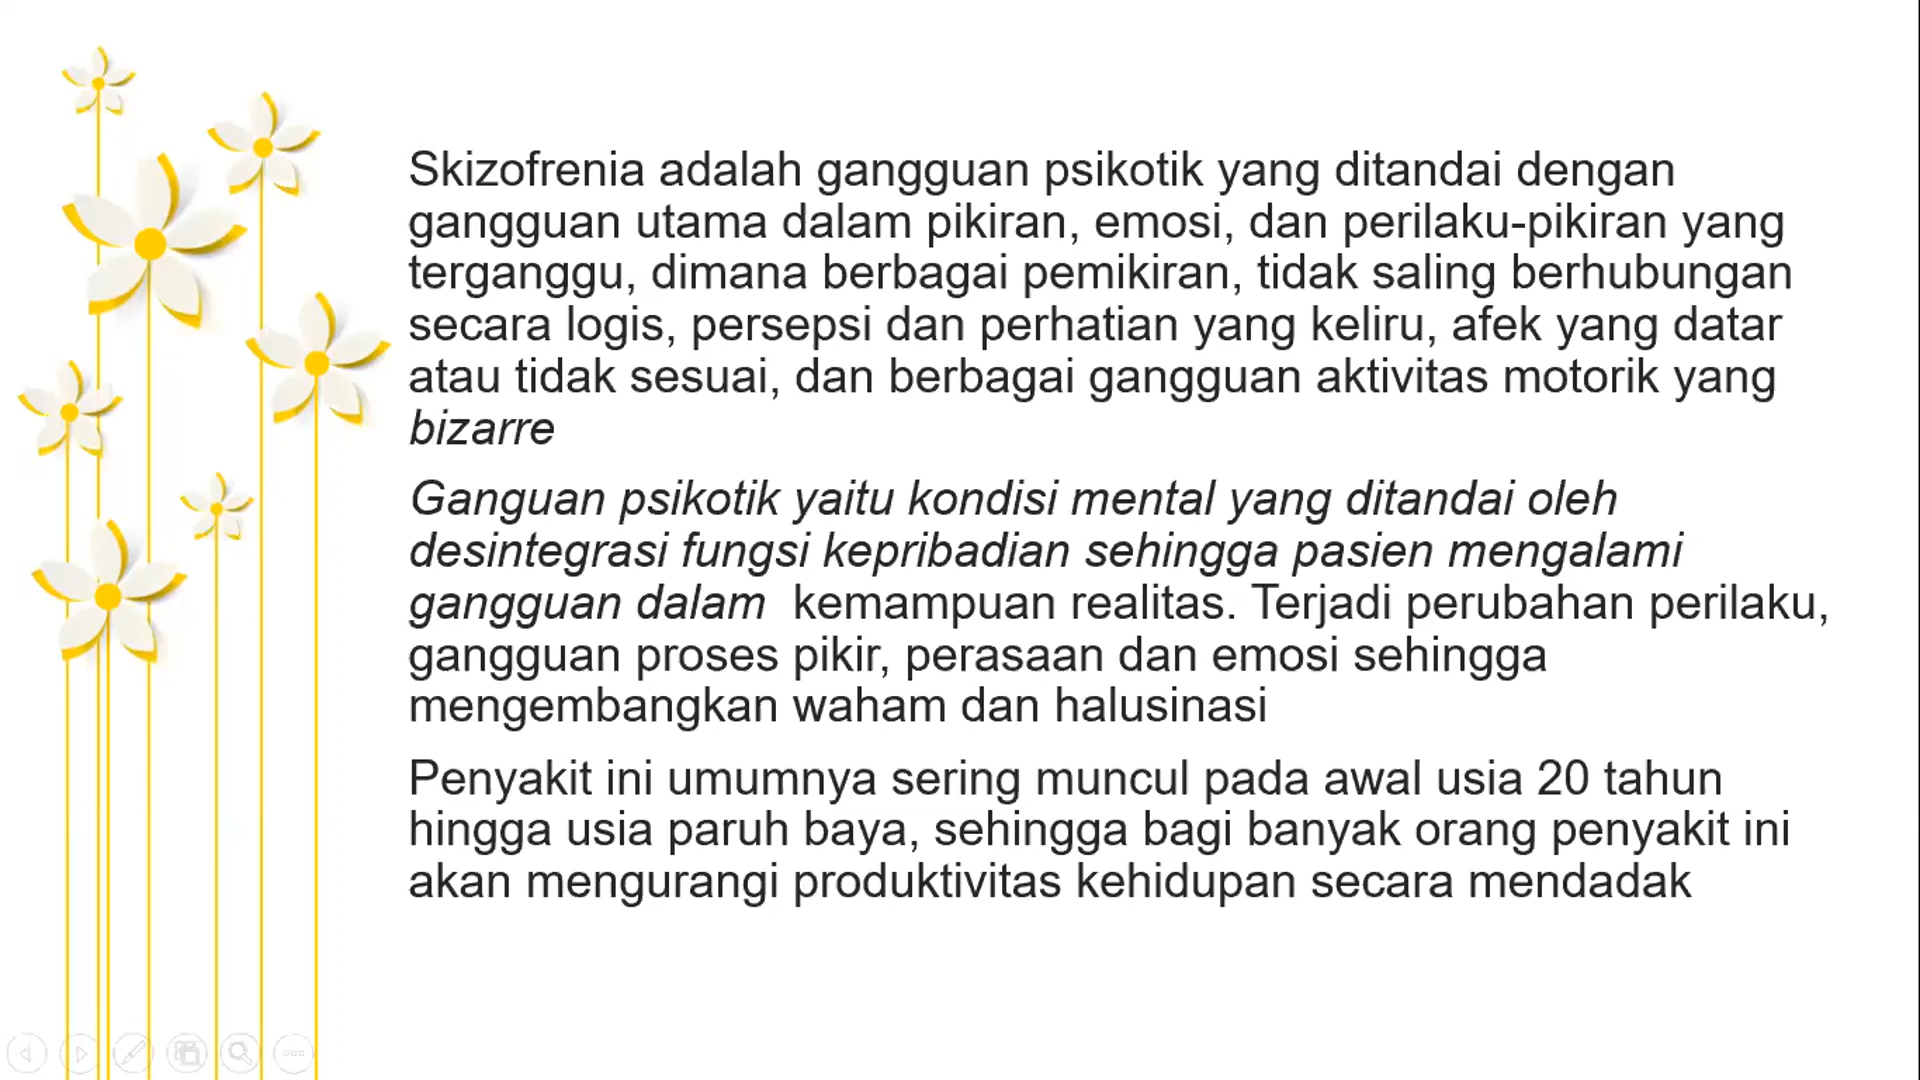 Skizofrenia adalah gangguan psikotik yang ditandai dengan
gangguan utama dalam pikiran, emosi, dan perilaku-pikiran yang
terganggu, dimana berbagai pemikiran, tidak saling berhubungan
secara logis, persepsi dan perhatian yang keliru, afek yang datar
atau tidak sesuai, dan berbagai gangguan aktivitas motorik yang
bizarre
Ganguan psikotik yaitu kondisi mental yang ditandai oleh
desintegrasi fungsi kepribadian sehingga pasien mengalami
gangguan dalam  kemampuan realitas. Terjadi perubahan perilaku,
gangguan proses pikir, perasaan dan emosi sehingga
mengembangkan waham dan halusinasi
Penyakit ini umumnya sering muncul pada awal usia 20 tahun
hingga usia paruh baya, sehingga bagi banyak orang penyakit ini
akan mengurangi produktivitas kehidupan secara mendadak